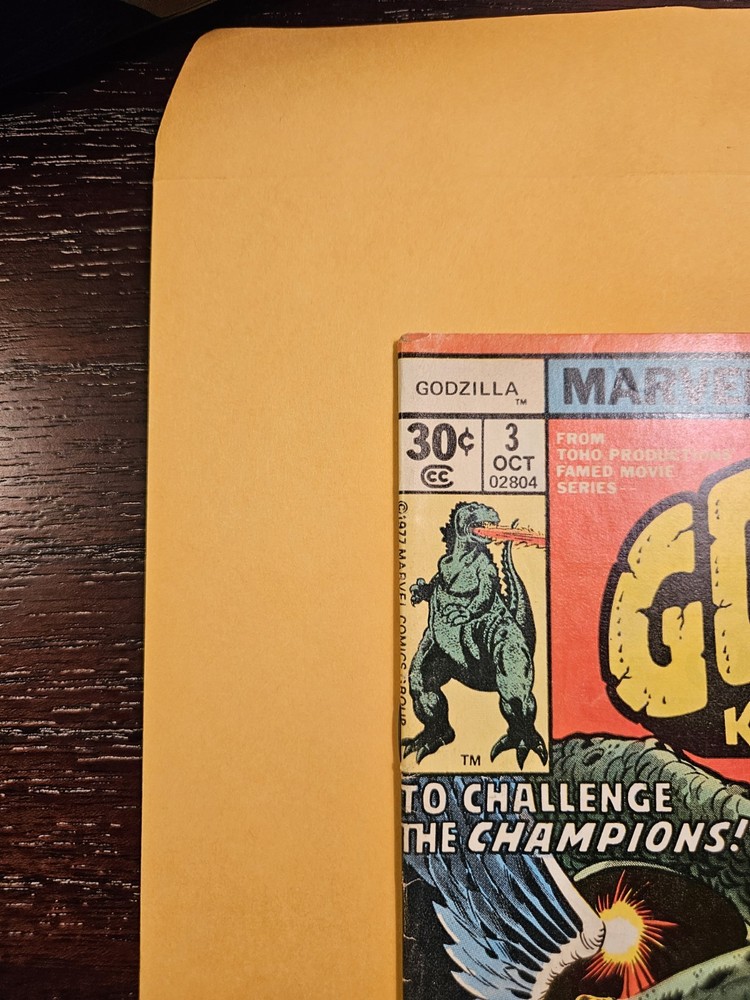 GODZILLA TM
MARVEL
30¢ 3
CC OCT
02804
FROM
TOHO PRODUCTIONS
FAMED MOVIE
SERIES—
©1977 MARVEL COMICS GROUP
G
K
TM
TO CHALLENGE
THE CHAMPIONS!